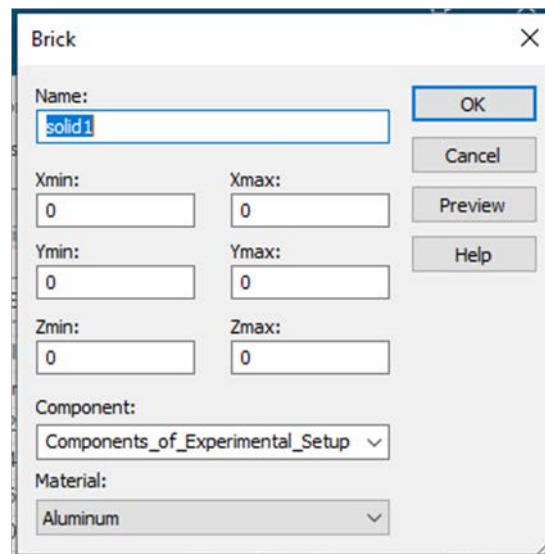 Brick
Name:
solid1
OK
Cancel
Preview
Help
Xmin: Xmax:
0 0
Ymin: Ymax:
0 0
Zmin: Zmax:
0 0
Component:
Components_of_Experimental_Setup
Material:
Aluminum